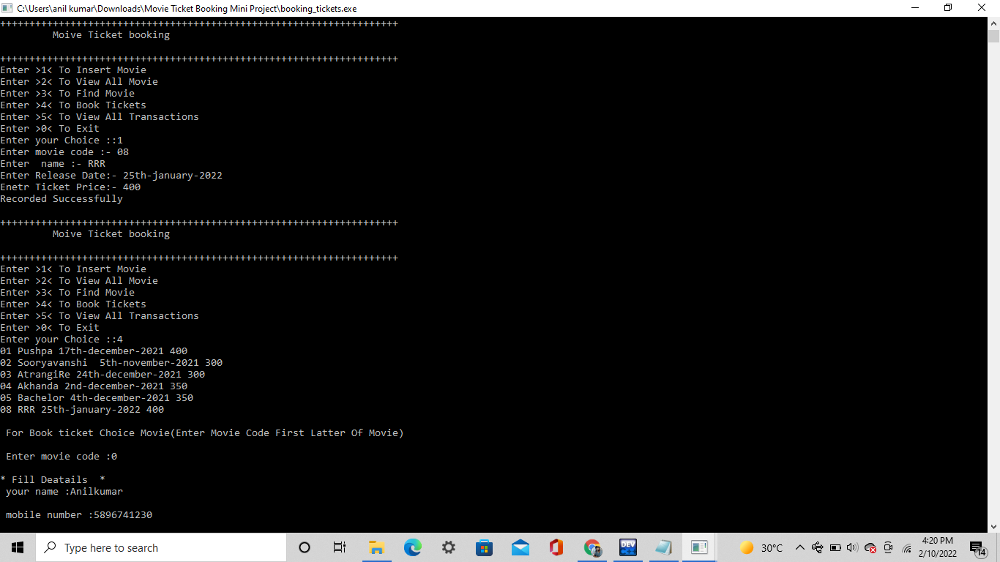 C:\Users\anil kumar\Downloads\Movie Ticket Booking Mini Project\booking_tickets.exe
++++++++++++++++++++++++++++++++++++++++++++++++++++++++++++++++++++
Moive Ticket booking
++++++++++++++++++++++++++++++++++++++++++++++++++++++++++++++++++++
Enter >1< To Insert Movie
Enter >2< To View All Movie
Enter >3< To Find Movie
Enter >4< To Book Tickets
Enter >5< To View All Transactions
Enter >0< To Exit
Enter your Choice ::1
Enter movie code :- 08
Enter  name :- RRR
Enter Release Date:- 25th-january-2022
Enetr Ticket Price:- 400
Recorded Successfully
++++++++++++++++++++++++++++++++++++++++++++++++++++++++++++++++++++
Moive Ticket booking
++++++++++++++++++++++++++++++++++++++++++++++++++++++++++++++++++++
Enter >1< To Insert Movie
Enter >2< To View All Movie
Enter >3< To Find Movie
Enter >4< To Book Tickets
Enter >5< To View All Transactions
Enter >0< To Exit
Enter your Choice ::4
01 Pushpa 17th-december-2021 400
02 Sooryavanshi  5th-november-2021 300
03 AtrangiRe 24th-december-2021 300
04 Akhanda 2nd-december-2021 350
05 Bachelor 4th-december-2021 350
08 RRR 25th-january-2022 400
For Book ticket Choice Movie(Enter Movie Code First Latter Of Movie)
Enter movie code :0
* Fill Deatails  *
your name :Anilkumar
mobile number :5896741230
Type here to search
DEV
30°C
4:20 PM
2/10/2022
14